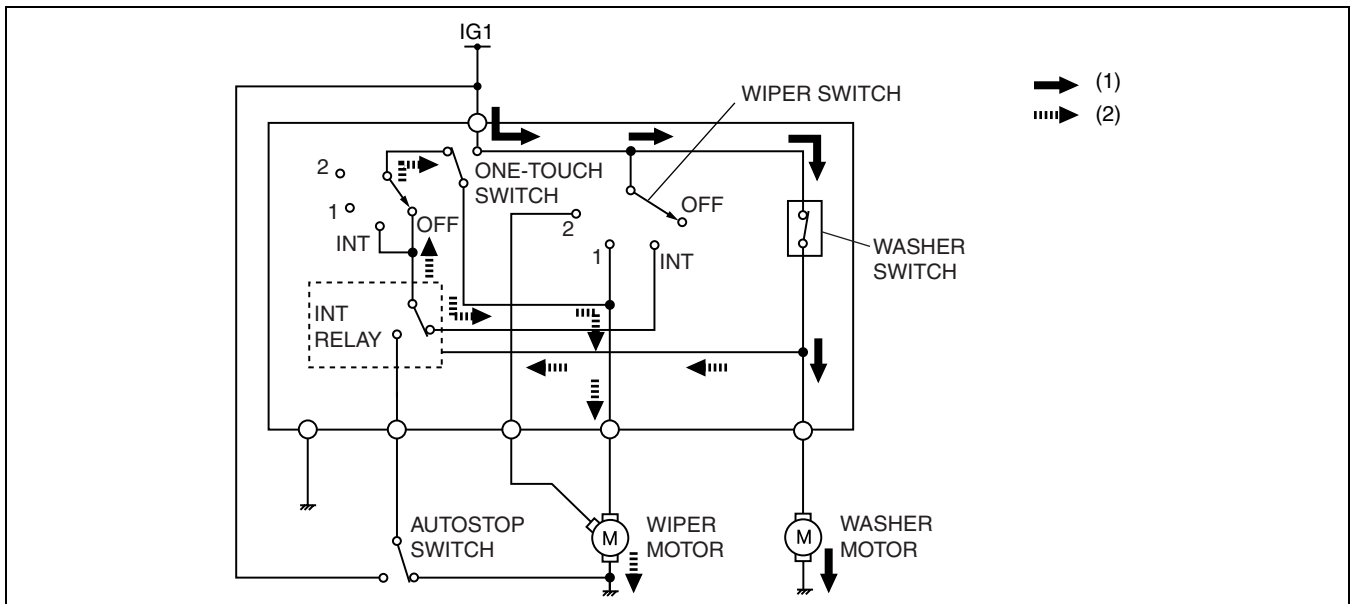 IG1
(1)
(2)
WIPER SWITCH
2
ONE-TOUCH
SWITCH
1
OFF
INT
2
OFF
1
INT
WASHER
SWITCH
INT
RELAY
AUTOSTOP
SWITCH
M
WIPER
MOTOR
M
WASHER
MOTOR